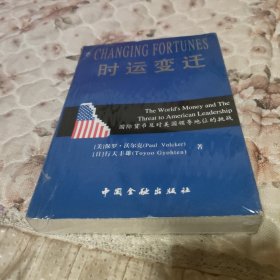 CHANGING FORTUNES
时运变迁
The World's Money and The
Threat to American Leadership
国际货币及对美国领导地位的挑战
[美]保罗·沃尔克(Paul Volcker)
[日]行天丰雄(Toyoo Gyohten) 著
中国金融出版社